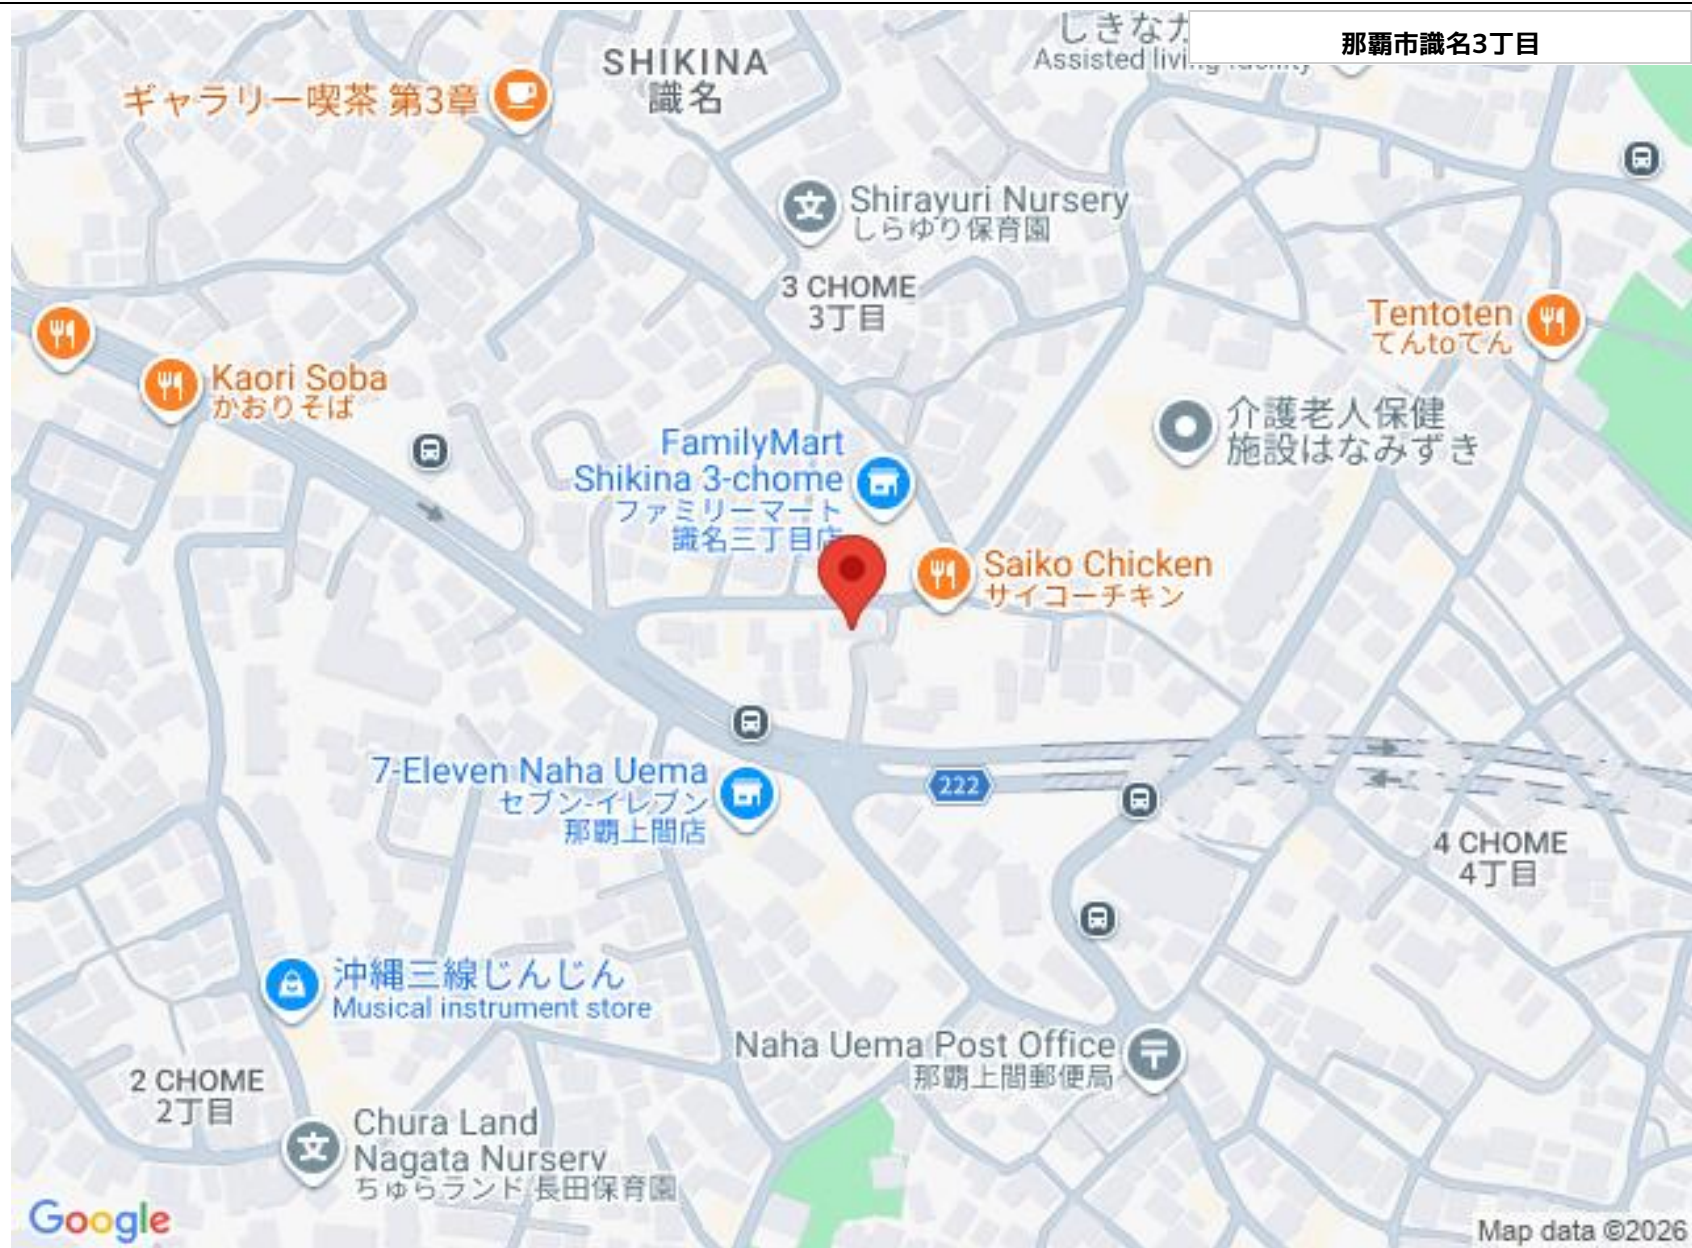 しきなガ
Assisted living facility
那覇市識名3丁目
SHIKINA
識名
ギャラリー喫茶 第3章
Shirayuri Nursery
しらゆり保育園
3 CHOME
3丁目
Tentoten
てんtoてん
Kaori Soba
かおりそば
介護老人保健
施設はなみずき
FamilyMart
Shikina 3-chome
ファミリーマート
識名三丁目店
Saiko Chicken
サイコーチキン
7-Eleven Naha Uema
セブン-イレブン
那覇上間店
222
4 CHOME
4丁目
沖縄三線じんじん
Musical instrument store
Naha Uema Post Office
那覇上間郵便局
2 CHOME
2丁目
Chura Land
Nagata Nursery
ちゅらランド 長田保育園
Google
Map data ©2026